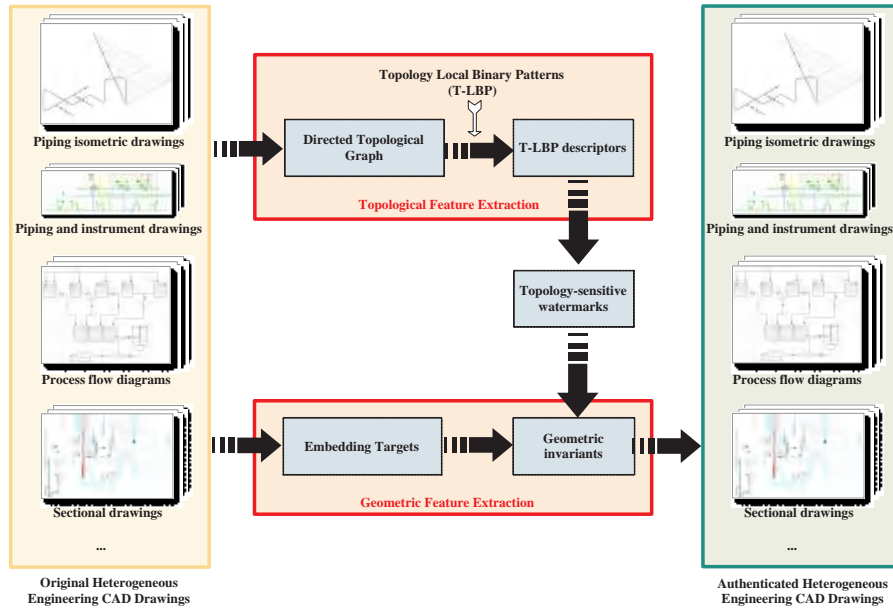 Piping isometric drawings
Piping and instrument drawings
Process flow diagrams
Sectional drawings
...
Original Heterogeneous
Engineering CAD Drawings
Topology Local Binary Patterns
(T-LBP)
Directed Topological
Graph
T-LBP descriptors
Topological Feature Extraction
Topology-sensitive
watermarks
Embedding Targets
Geometric
invariants
Geometric Feature Extraction
Piping isometric drawings
Piping and instrument drawings
Process flow diagrams
Sectional drawings
...
Authenticated Heterogeneous
Engineering CAD Drawings